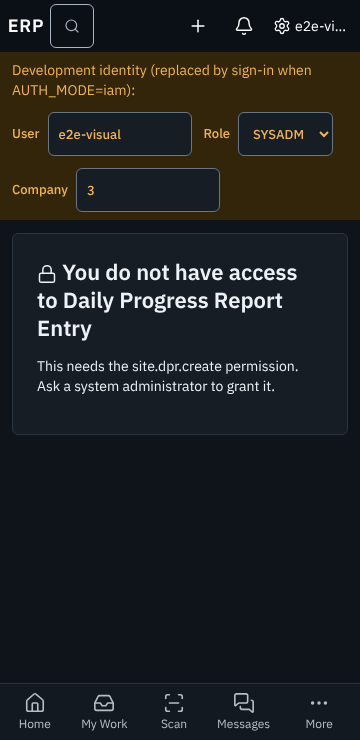 ERP
e2e-vi...
Development identity (replaced by sign-in when
AUTH_MODE=iam):
User e2e-visual Role SYSADM
Company 3
You do not have access
to Daily Progress Report
Entry
This needs the site.dpr.create permission.
Ask a system administrator to grant it.
Home My Work Scan Messages More